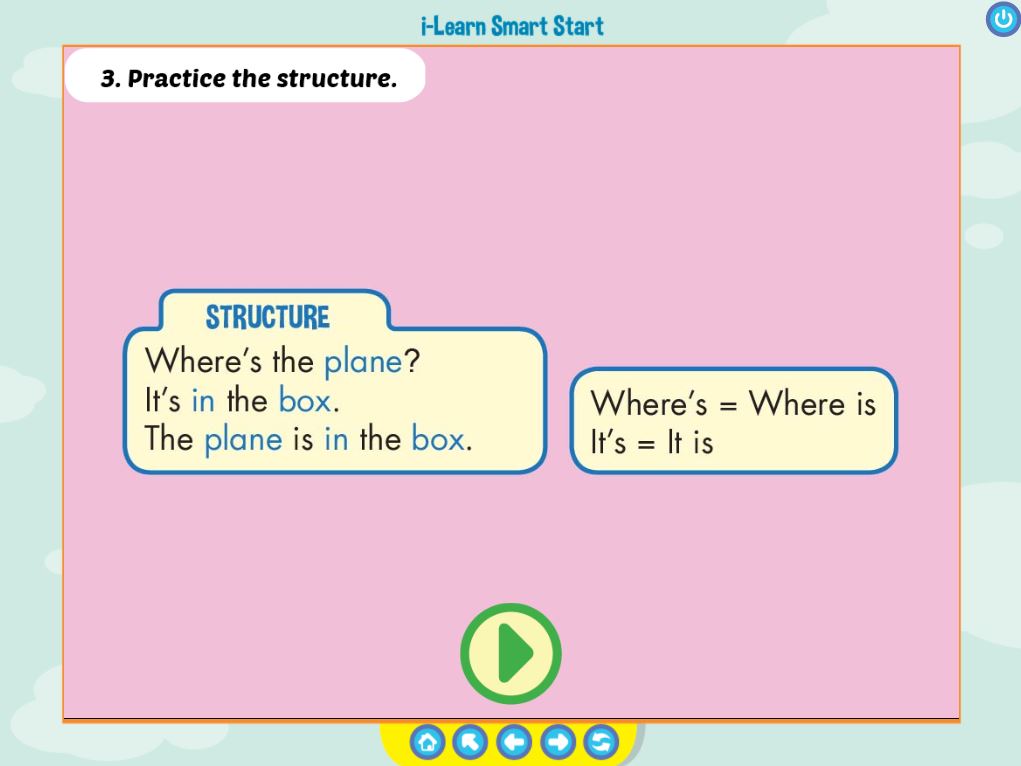 i-Learn Smart Start
3. Practice the structure.
STRUCTURE
Where's the plane?
It's in the box.
The plane is in the box.
Where's = Where is
It's = It is